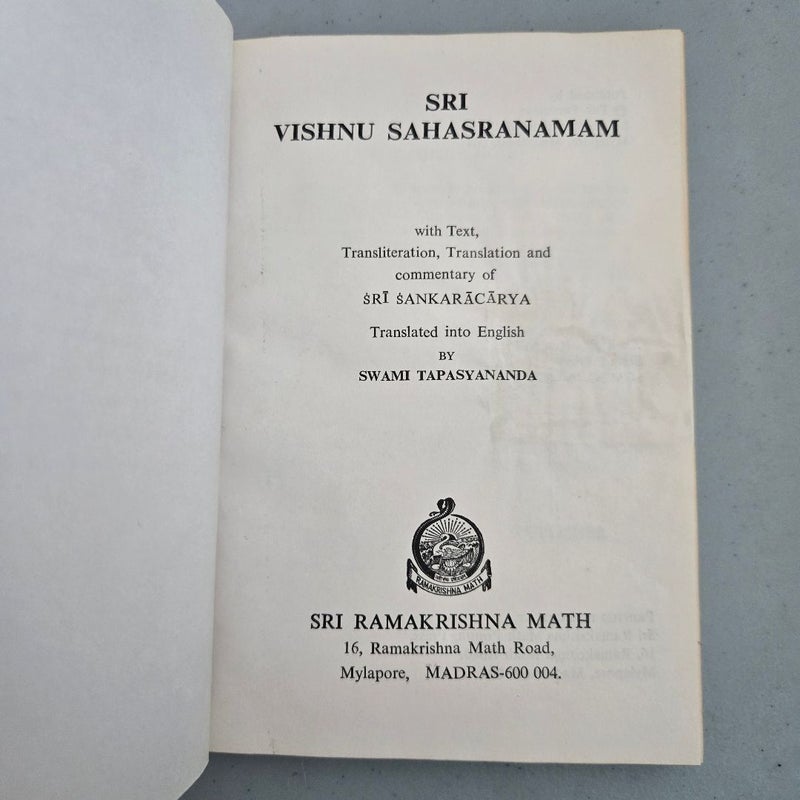 SRI
VISHNU SAHASRANAMAM
with Text,
Transliteration, Translation and
commentary of
ŚRĪ ŚANKARĀCĀRYA
Translated into English
BY
SWAMI TAPASYANANDA
RAMAKRISHNA MATH
SRI RAMAKRISHNA MATH
16, Ramakrishna Math Road,
Mylapore, MADRAS-600 004.